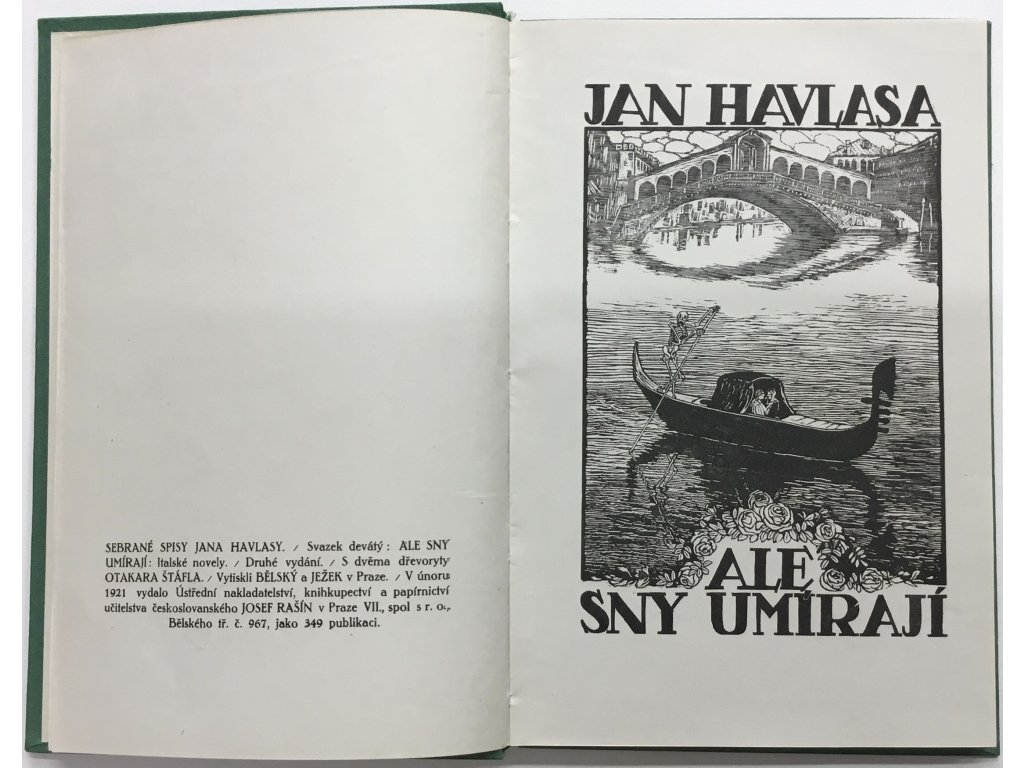 SEBRANÉ SPISY JANA HAVLASY. / Svazek devátý: ALE SNY
UMÍRAJÍ: Italské novely. / Druhé vydání. / S dvěma dřevoryty
OTAKARA ŠTÁFLA. / Vytiskli BĚLSKÝ a JEŽEK v Praze. / V únoru
1921 vydalo Ústřední nakladatelství, knihkupectví a papírnictví
učitelstva českoslovanského JOSEF RAŠÍN v Praze VII., spol s r. o.,
Bělského tř. č. 967, jako 349 publikaci.
JAN HAVLASA
ALE
SNY UMÍRAJÍ